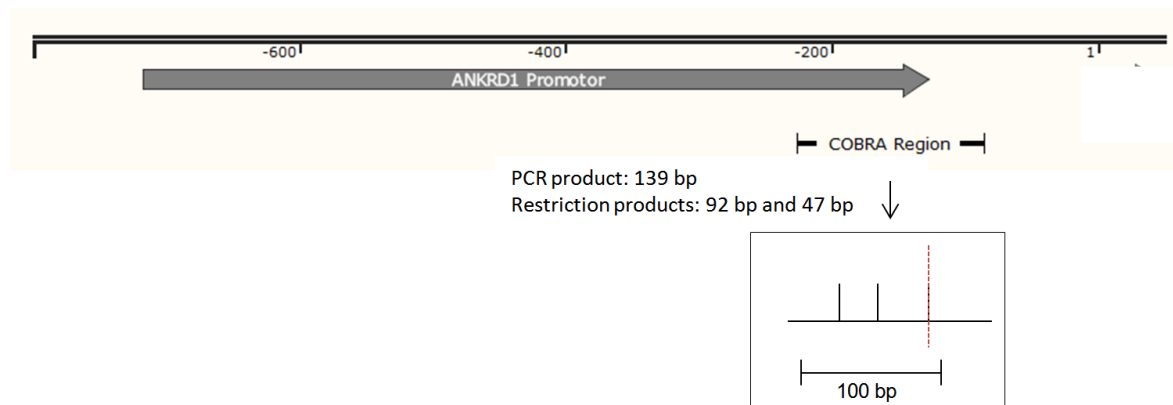 -600 -400 -200 1
ANKRD1 Promotor
COBRA Region
PCR product: 139 bp
Restriction products: 92 bp and 47 bp
100 bp